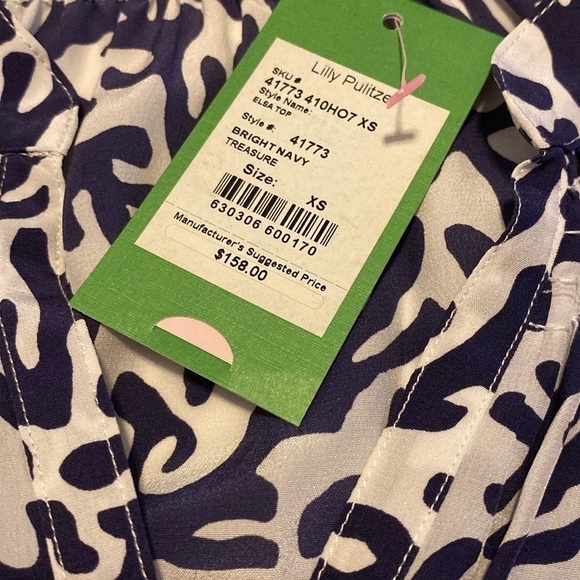 Lilly Pulitze
SKU #
41773 410HO7 XS
Style Name:
ELSA TOP
Style #: 41773
BRIGHT NAVY
TREASURE
Size: XS
630306 600170
Manufacturer's Suggested Price
$158.00